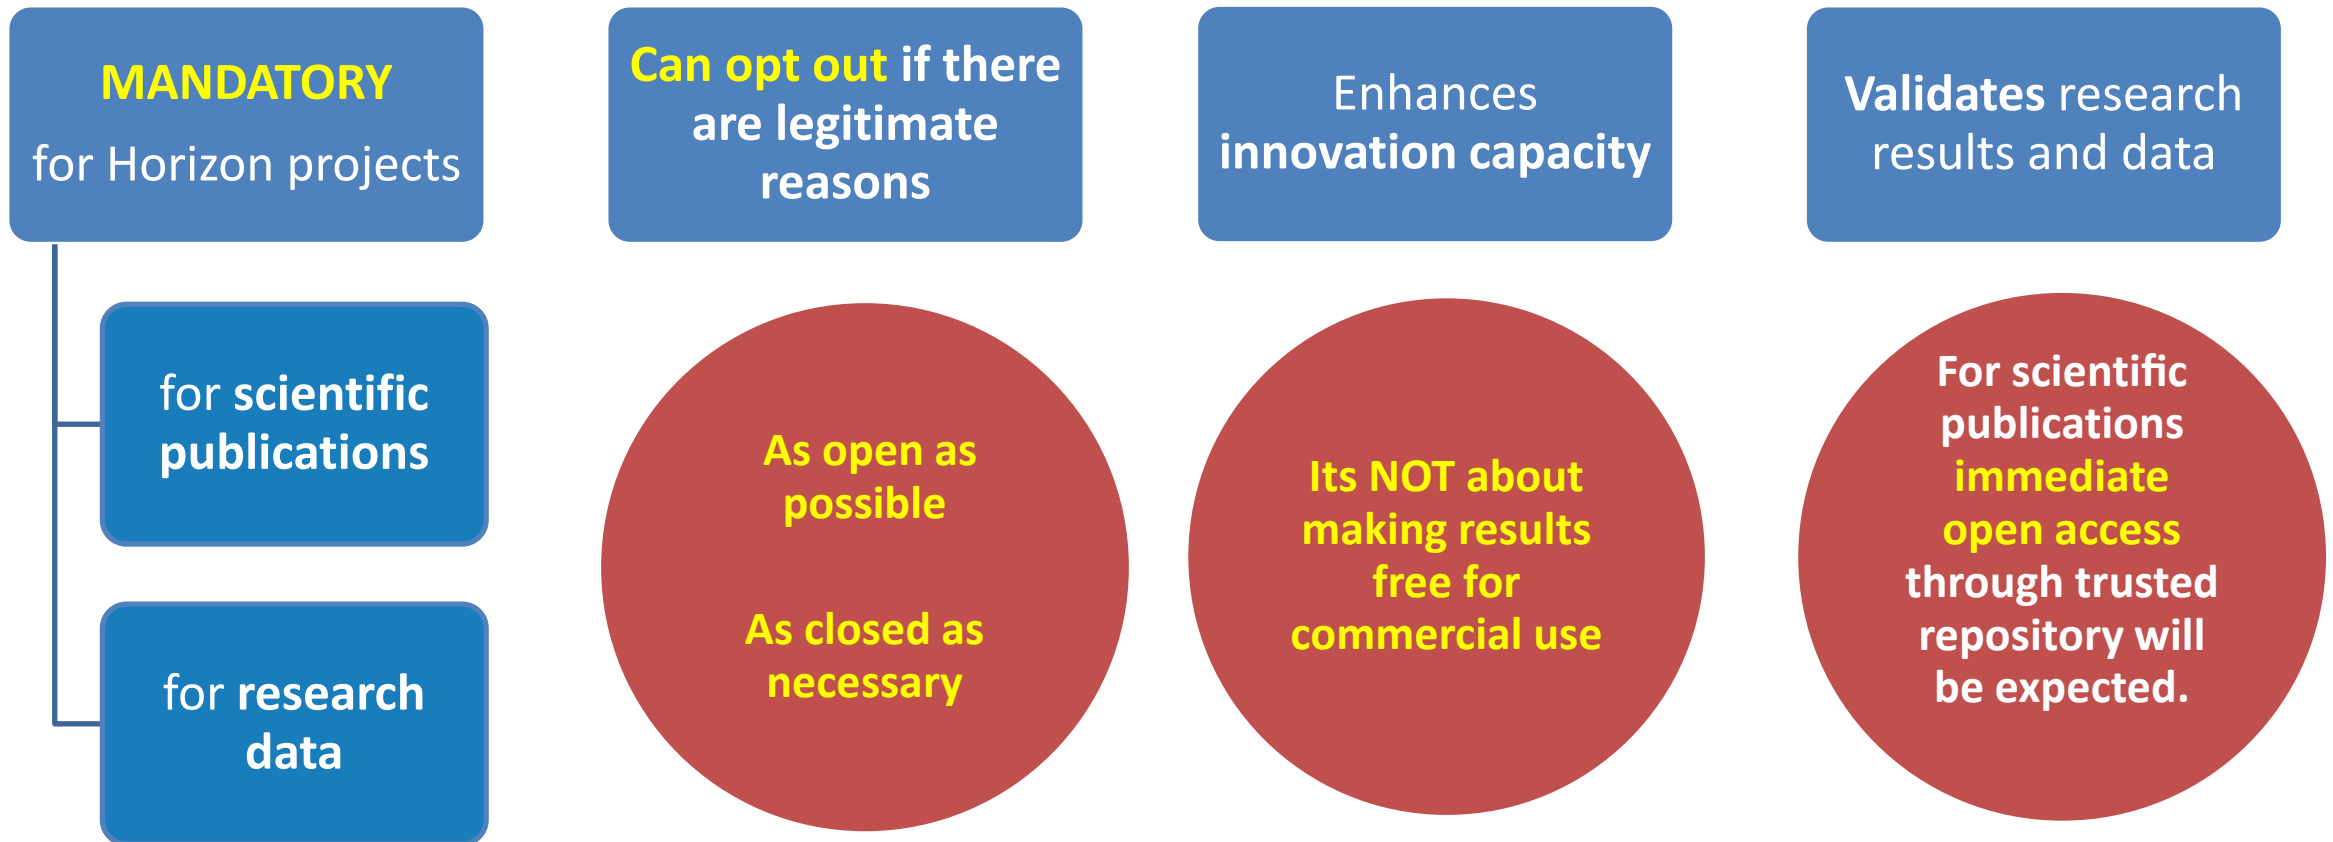 MANDATORY
for Horizon projects
for scientific
publications
for research
data
Can opt out if there
are legitimate
reasons
As open as
possible
As closed as
necessary
Enhances
innovation capacity
Its NOT about
making results
free for
commercial use
Validates research
results and data
For scientific
publications
immediate
open access
through trusted
repository will
be expected.